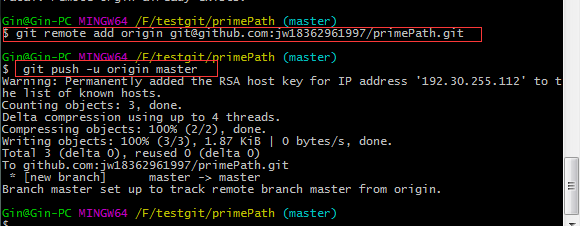 Gin@Gin-PC MINGW64 /F/testgit/primePath (master)
$ git remote add origin git@github.com:jw18362961997/primePath.git
Gin@Gin-PC MINGW64 /F/testgit/primePath (master)
$ git push -u origin master
Warning: Permanently added the RSA host key for IP address '192.30.255.112' to t
he list of known hosts.
Counting objects: 3, done.
Delta compression using up to 4 threads.
Compressing objects: 100% (2/2), done.
Writing objects: 100% (3/3), 1.87 KiB | 0 bytes/s, done.
Total 3 (delta 0), reused 0 (delta 0)
To github.com:jw18362961997/primePath.git
 * [new branch]      master -> master
Branch master set up to track remote branch master from origin.
Gin@Gin-PC MINGW64 /F/testgit/primePath (master)
$